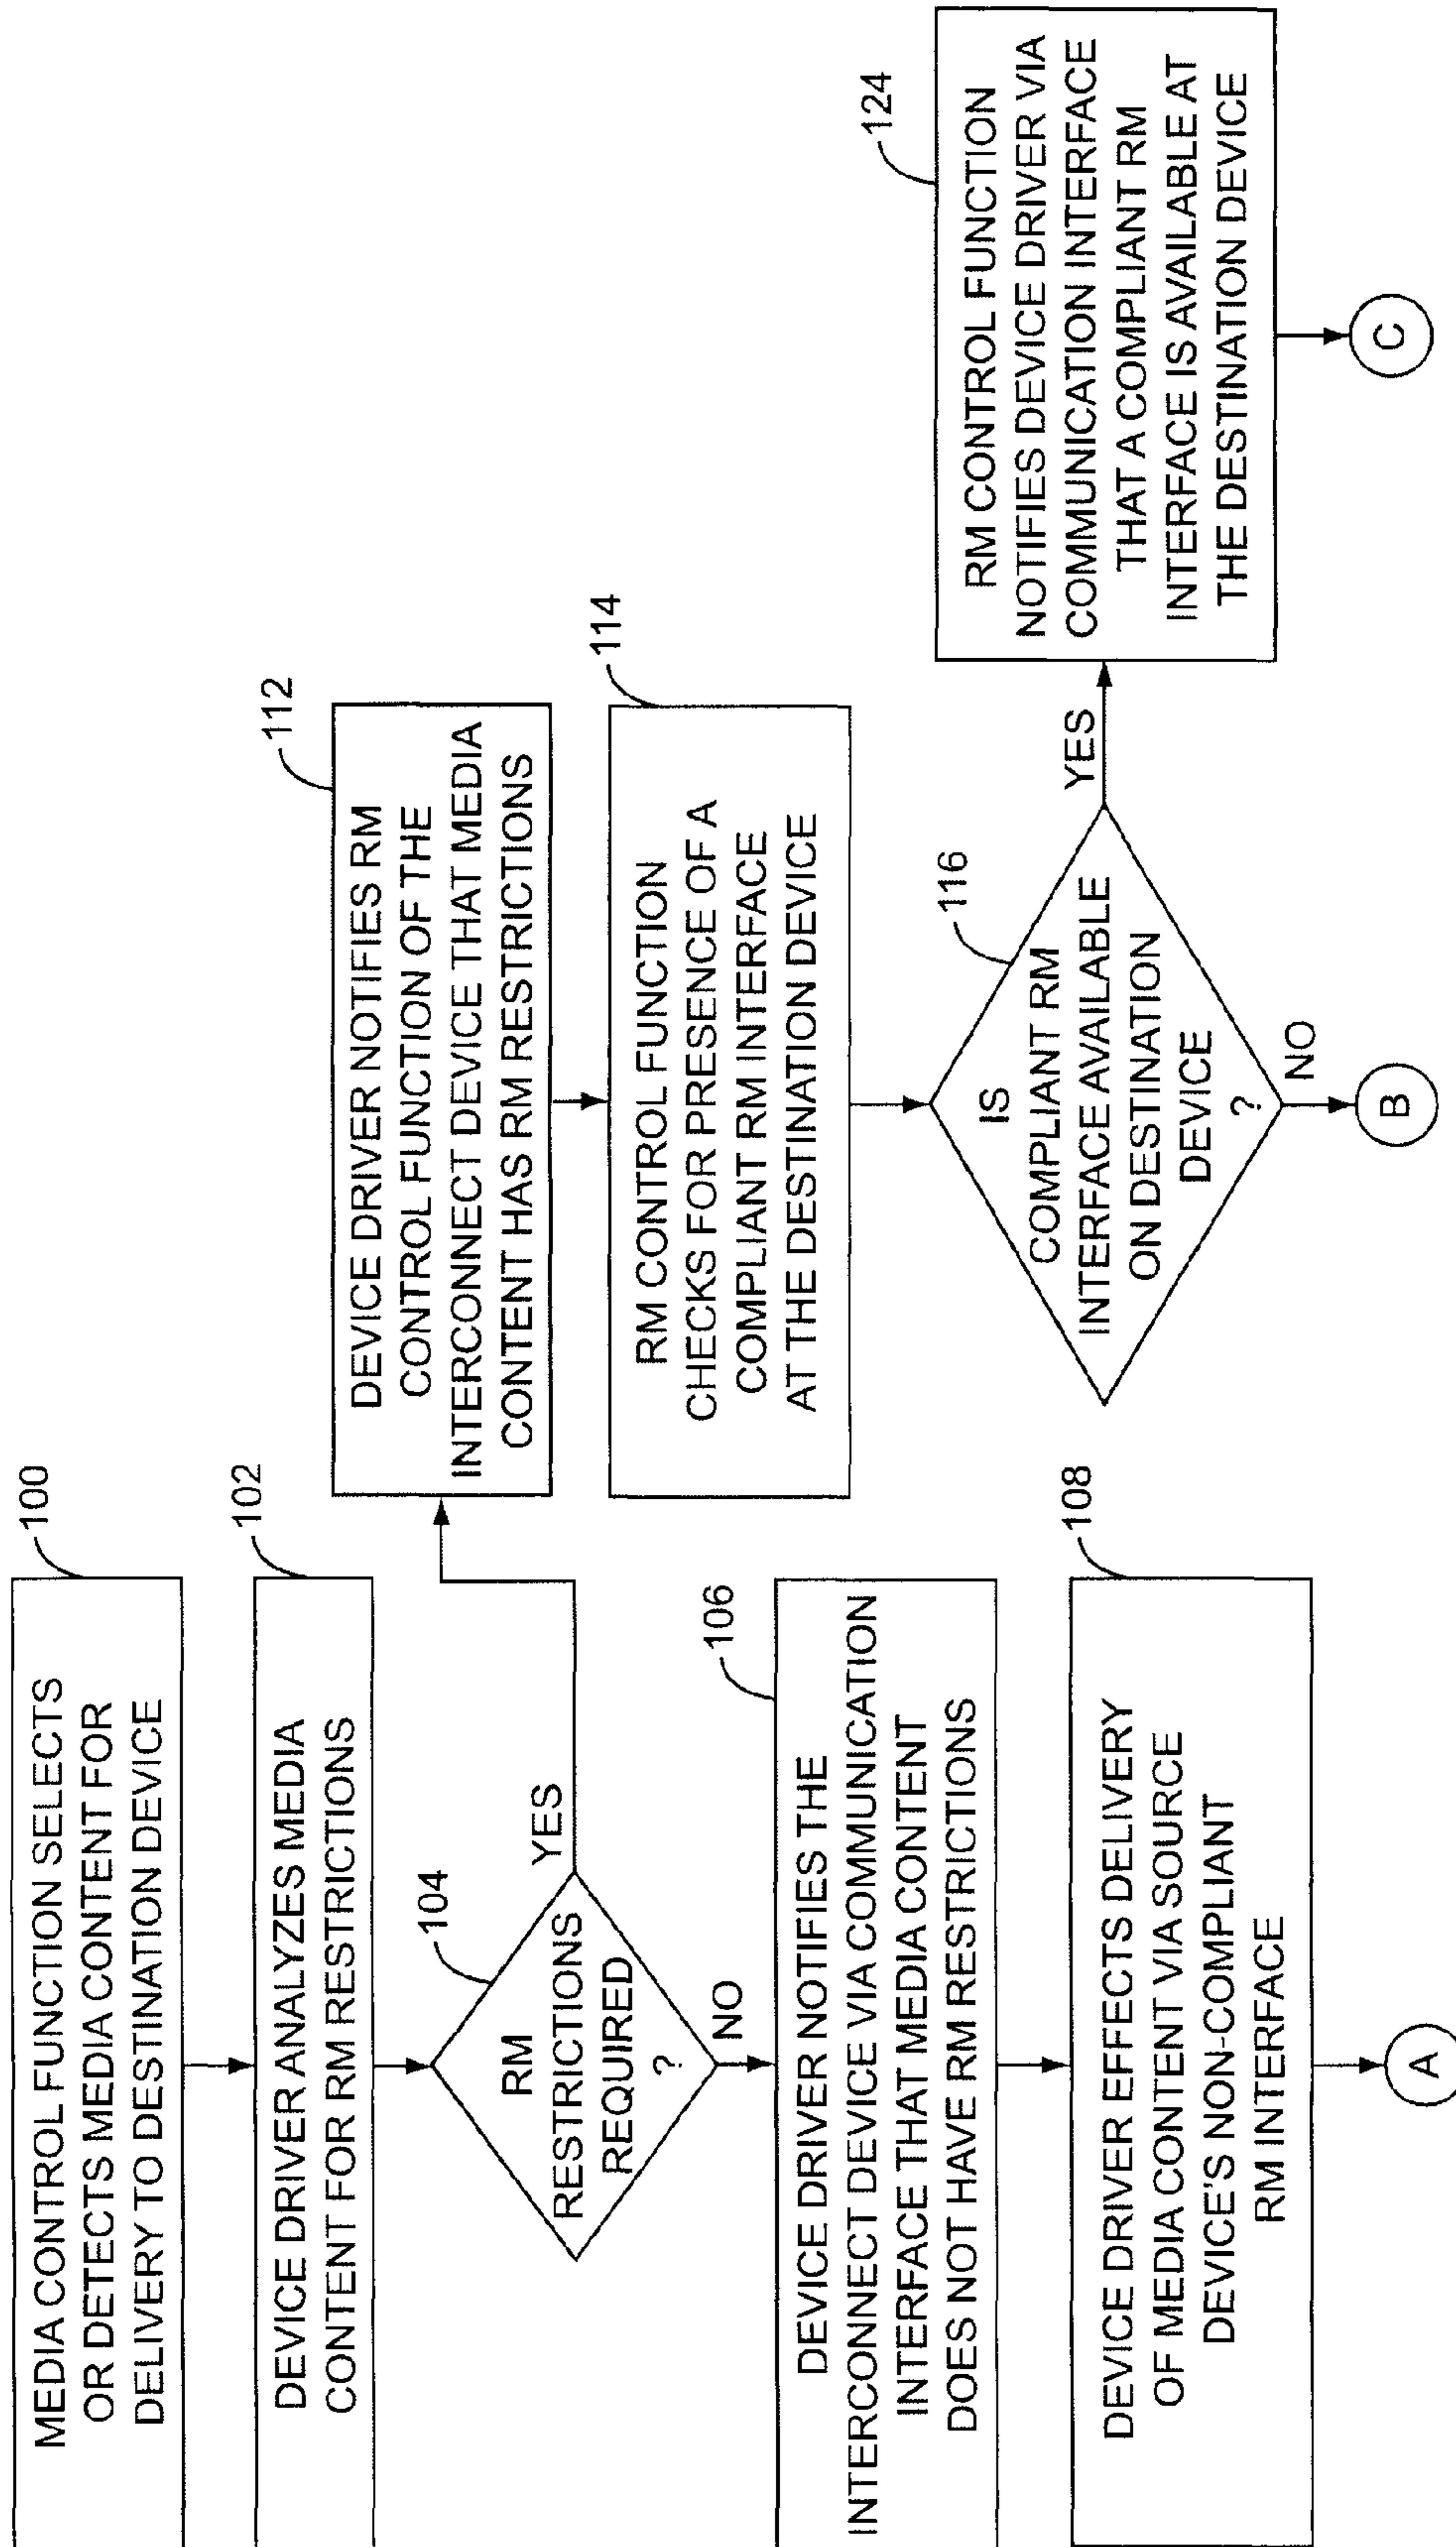 100
MEDIA CONTROL FUNCTION SELECTS
OR DETECTS MEDIA CONTENT FOR
DELIVERY TO DESTINATION DEVICE
102
DEVICE DRIVER ANALYZES MEDIA
CONTENT FOR RM RESTRICTIONS
104
RM
RESTRICTIONS
REQUIRED
?
YES
NO
106
DEVICE DRIVER NOTIFIES THE
INTERCONNECT DEVICE VIA COMMUNICATION
INTERFACE THAT MEDIA CONTENT
DOES NOT HAVE RM RESTRICTIONS
108
DEVICE DRIVER EFFECTS DELIVERY
OF MEDIA CONTENT VIA SOURCE
DEVICE'S NON-COMPLIANT
RM INTERFACE
A
112
DEVICE DRIVER NOTIFIES RM
CONTROL FUNCTION OF THE
INTERCONNECT DEVICE THAT MEDIA
CONTENT HAS RM RESTRICTIONS
114
RM CONTROL FUNCTION
CHECKS FOR PRESENCE OF A
COMPLIANT RM INTERFACE
AT THE DESTINATION DEVICE
116
IS
COMPLIANT RM
INTERFACE AVAILABLE
ON DESTINATION
DEVICE
?
YES
NO
B
124
RM CONTROL FUNCTION
NOTIFIES DEVICE DRIVER VIA
COMMUNICATION INTERFACE
THAT A COMPLIANT RM
INTERFACE IS AVAILABLE AT
THE DESTINATION DEVICE
C